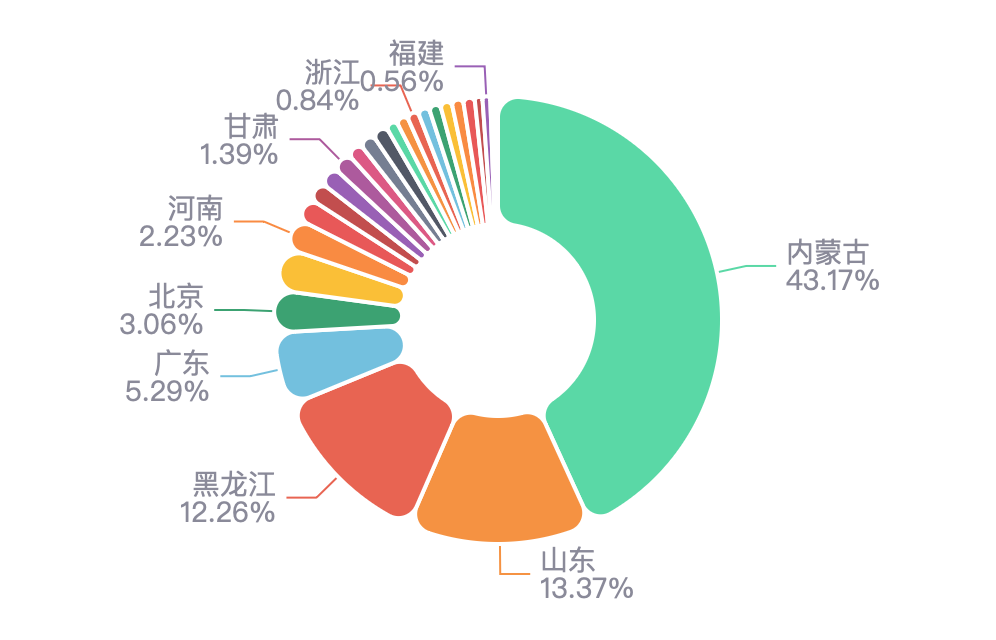 福建
0.56%
浙江
0.84%
甘肃
1.39%
河南
2.23%
北京
3.06%
广东
5.29%
黑龙江
12.26%
山东
13.37%
内蒙古
43.17%